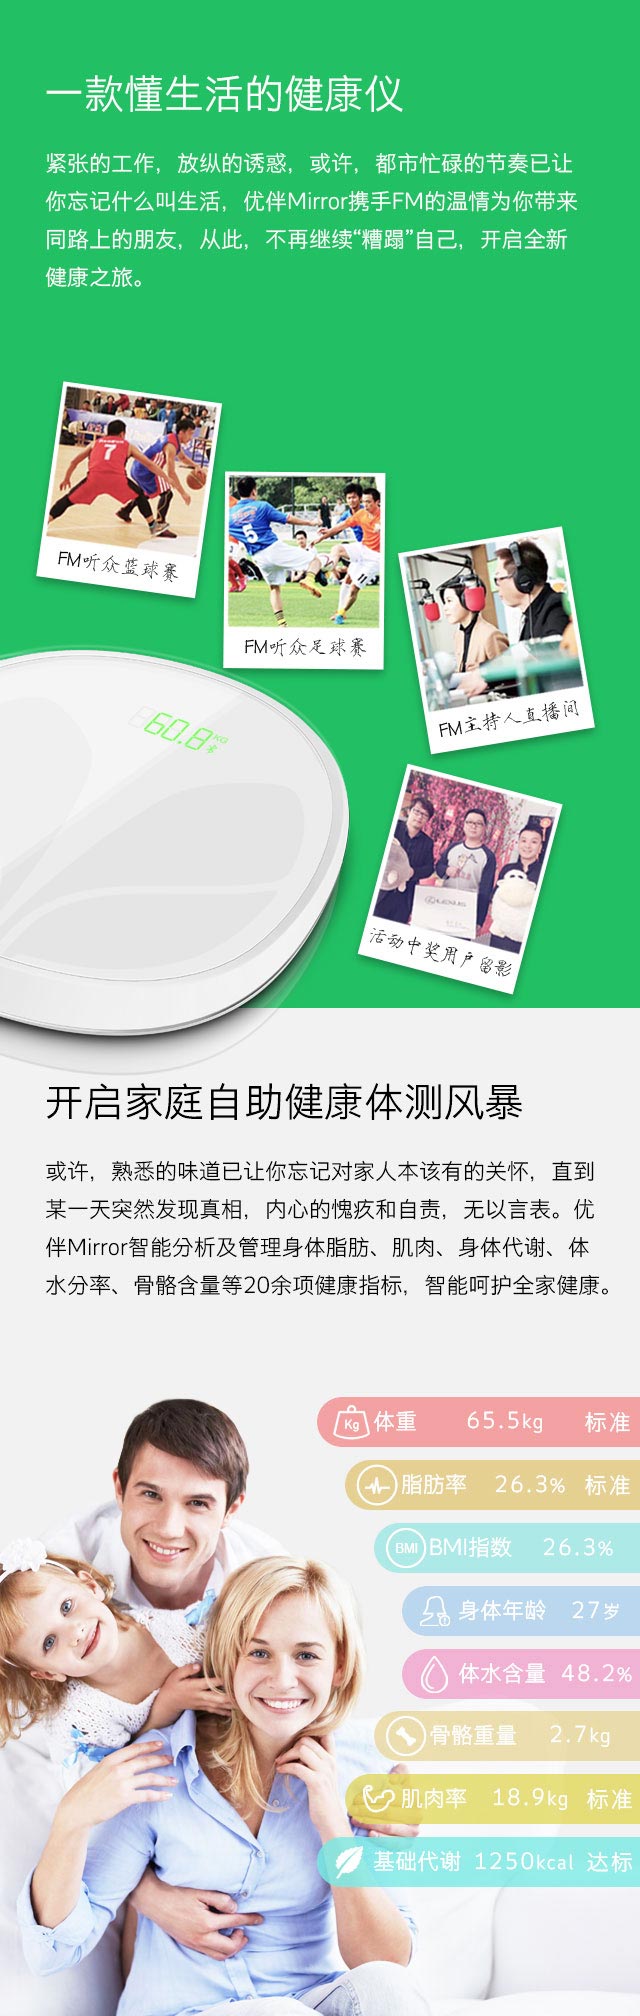 一款懂生活的健康仪
紧张的工作，放纵的诱惑，或许，都市忙碌的节奏已让
你忘记什么叫生活，优伴Mirror携手FM的温情为你带来
同路上的朋友，从此，不再继续“糟蹋”自己，开启全新
健康之旅。
7
FM听众篮球赛
5
11
FM听众足球赛
FM主持人直播间
60.8 KG
LEXUS
活动中奖用户留影
开启家庭自助健康体测风暴
或许，熟悉的味道已让你忘记对家人本该有的关怀，直到
某一天突然发现真相，内心的愧疚和自责，无以言表。优
伴Mirror智能分析及管理身体脂肪、肌肉、身体代谢、体
水分率、骨骼含量等20余项健康指标，智能呵护全家健康。
Kg 体重 65.5kg 标准
脂肪率 26.3% 标准
BMI BMI指数 26.3%
身体年龄 27岁
体水含量 48.2%
骨骼重量 2.7kg
肌肉率 18.9kg 标准
基础代谢 1250kcal 达标